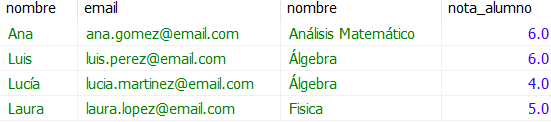 nombre email nombre nota_alumno
Ana ana.gomez@email.com Análisis Matemático 6.0
Luis luis.perez@email.com Álgebra 6.0
Lucía lucia.martinez@email.com Álgebra 4.0
Laura laura.lopez@email.com Fisica 5.0